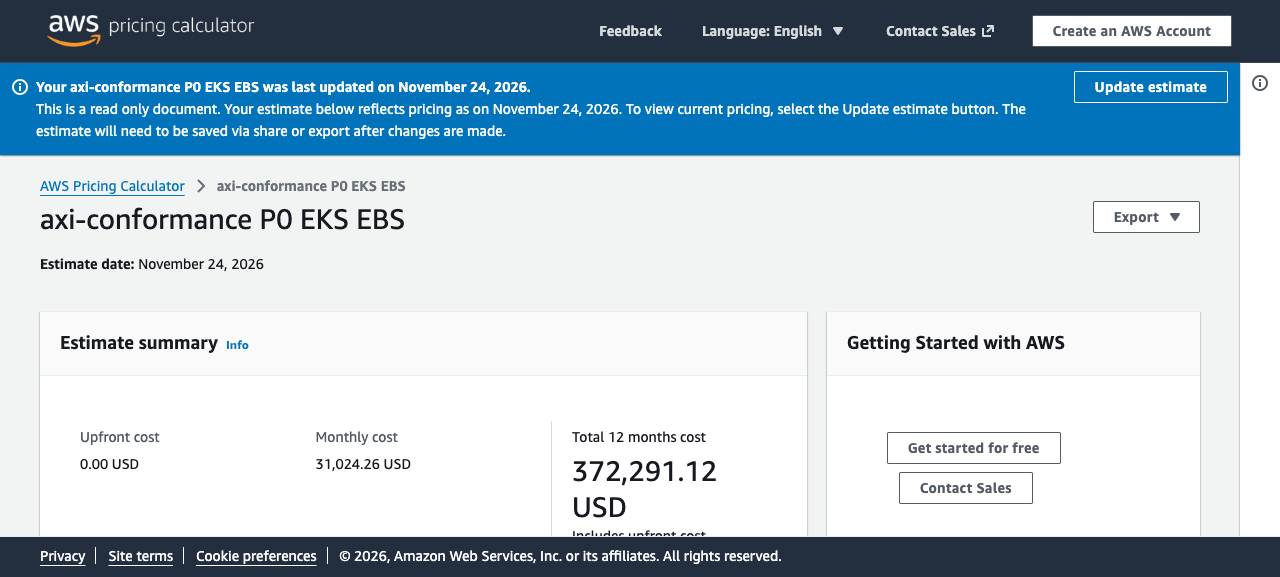 aws pricing calculator
Feedback
Language: English
Contact Sales
Create an AWS Account
Your axi-conformance P0 EKS EBS was last updated on November 24, 2026.
This is a read only document. Your estimate below reflects pricing as on November 24, 2026. To view current pricing, select the Update estimate button. The
estimate will need to be saved via share or export after changes are made.
Update estimate
AWS Pricing Calculator
axi-conformance P0 EKS EBS
axi-conformance P0 EKS EBS
Export
Estimate date: November 24, 2026
Estimate summary Info
Getting Started with AWS
Upfront cost
0.00 USD
Monthly cost
31,024.26 USD
Total 12 months cost
372,291.12
USD
Includes upfront cost
Get started for free
Contact Sales
Privacy
Site terms
Cookie preferences
© 2026, Amazon Web Services, Inc. or its affiliates. All rights reserved.